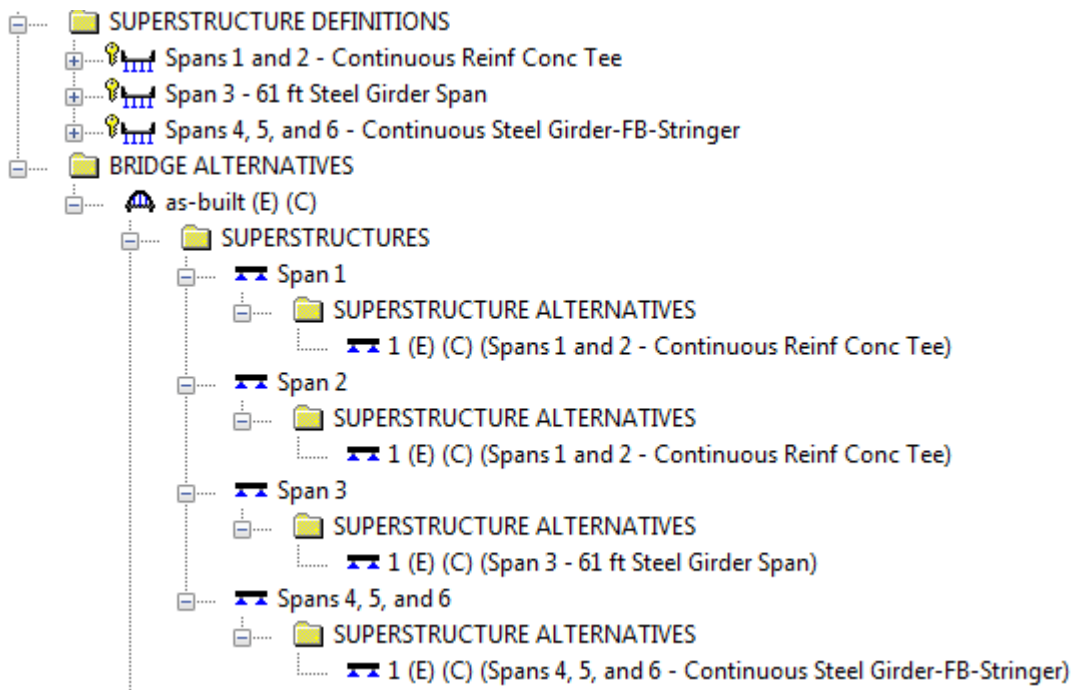 SUPERSTRUCTURE DEFINITIONS
Spans 1 and 2 - Continuous Reinf Conc Tee
Span 3 - 61 ft Steel Girder Span
Spans 4, 5, and 6 - Continuous Steel Girder-FB-Stringer
BRIDGE ALTERNATIVES
as-built (E) (C)
SUPERSTRUCTURES
Span 1
SUPERSTRUCTURE ALTERNATIVES
1 (E) (C) (Spans 1 and 2 - Continuous Reinf Conc Tee)
Span 2
SUPERSTRUCTURE ALTERNATIVES
1 (E) (C) (Spans 1 and 2 - Continuous Reinf Conc Tee)
Span 3
SUPERSTRUCTURE ALTERNATIVES
1 (E) (C) (Span 3 - 61 ft Steel Girder Span)
Spans 4, 5, and 6
SUPERSTRUCTURE ALTERNATIVES
1 (E) (C) (Spans 4, 5, and 6 - Continuous Steel Girder-FB-Stringer)